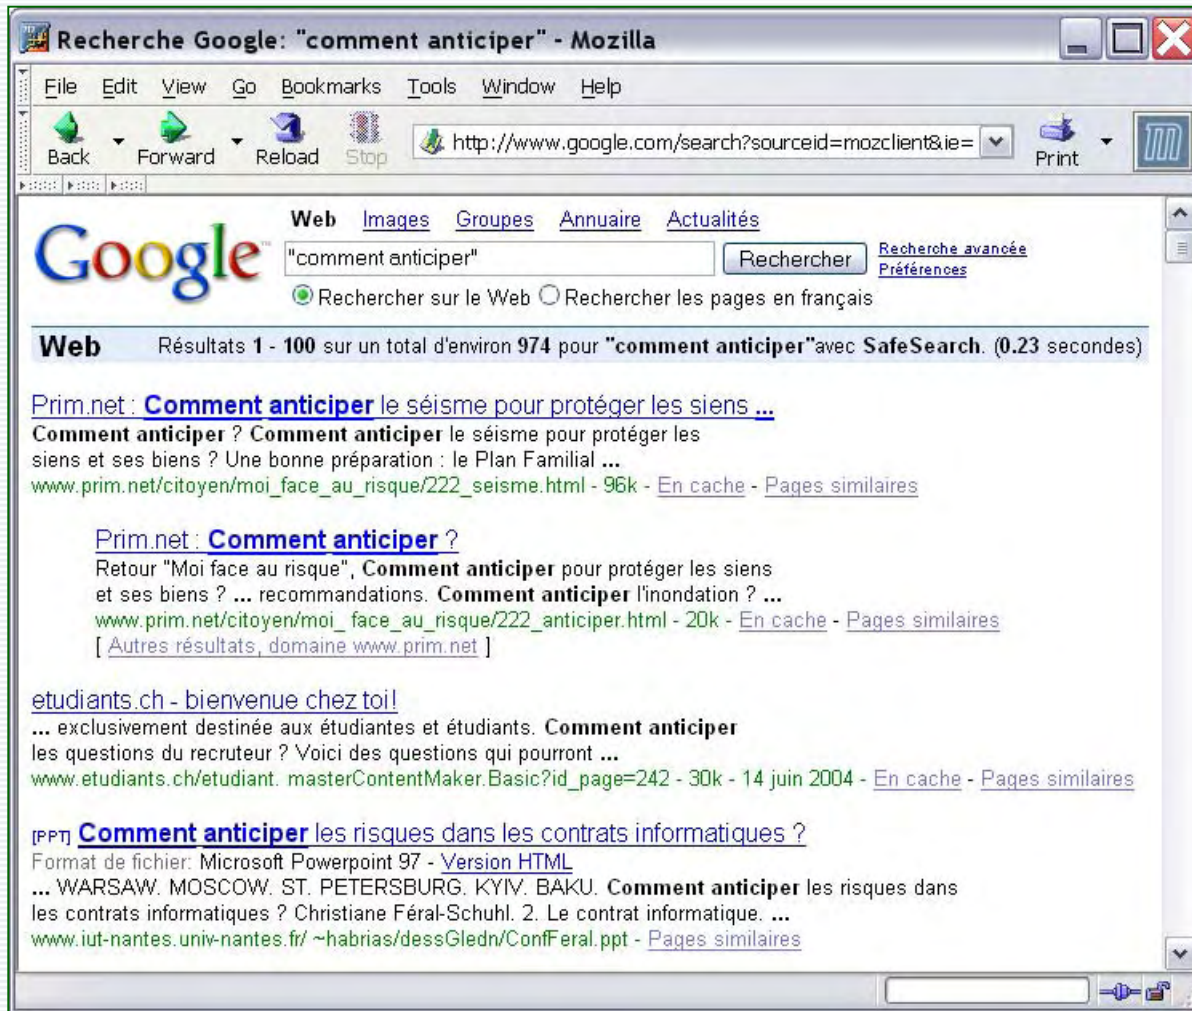 Recherche Google: "comment anticiper" - Mozilla
File Edit View Go Bookmarks Tools Window Help
Back Forward Reload Stop http://www.google.com/search?sourceid=mozclient&ie= Print
Google™
Web Images Groupes Annuaire Actualités
"comment anticiper" Rechercher Recherche avancée
Préférences
Rechercher sur le Web Rechercher les pages en français
Web Résultats 1 - 100 sur un total d'environ 974 pour "comment anticiper"avec SafeSearch. (0.23 secondes)
Prim.net : Comment anticiper le séisme pour protéger les siens ...
Comment anticiper ? Comment anticiper le séisme pour protéger les
siens et ses biens ? Une bonne préparation : le Plan Familial ...
www.prim.net/citoyen/moi_face_au_risque/222_seisme.html - 96k - En cache - Pages similaires
Prim.net : Comment anticiper ?
Retour "Moi face au risque", Comment anticiper pour protéger les siens
et ses biens ? ... recommandations. Comment anticiper l'inondation ? ...
www.prim.net/citoyen/moi_ face_au_risque/222_anticiper.html - 20k - En cache - Pages similaires
[ Autres résultats, domaine www.prim.net ]
etudiants.ch - bienvenue chez toi!
... exclusivement destinée aux étudiantes et étudiants. Comment anticiper
les questions du recruteur ? Voici des questions qui pourront ...
www.etudiants.ch/etudiant. masterContentMaker.Basic?id_page=242 - 30k - 14 juin 2004 - En cache - Pages similaires
[PPT] Comment anticiper les risques dans les contrats informatiques ?
Format de fichier: Microsoft Powerpoint 97 - Version HTML
... WARSAW. MOSCOW. ST. PETERSBURG. KYIV. BAKU. Comment anticiper les risques dans
les contrats informatiques ? Christiane Féral-Schuhl. 2. Le contrat informatique. ...
www.iut-nantes.univ-nantes.fr/ ~habrias/dessGledn/ConfFeral.ppt - Pages similaires